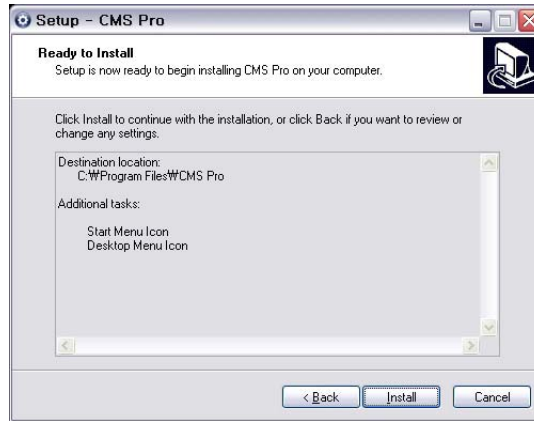 Setup - CMS Pro
Ready to Install
Setup is now ready to begin installing CMS Pro on your computer.
Click Install to continue with the installation, or click Back if you want to review or
change any settings.
Destination location:
C:₩Program Files₩CMS Pro
Additional tasks:
Start Menu Icon
Desktop Menu Icon
< Back
Install
Cancel